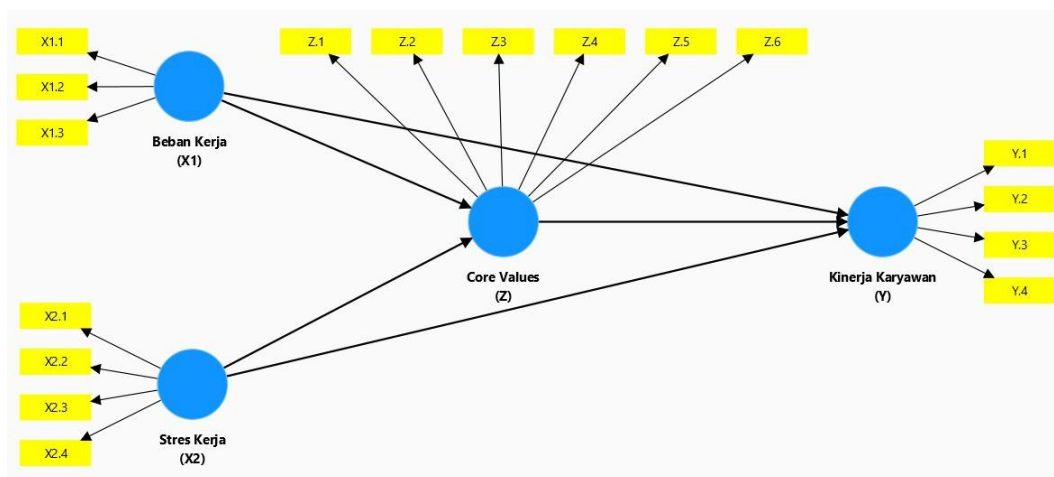 X1.1
X1.2
X1.3
Beban Kerja
(X1)
Z.1
Z.2
Z.3
Z.4
Z.5
Z.6
Core Values
(Z)
Y.1
Y.2
Y.3
Y.4
Kinerja Karyawan
(Y)
X2.1
X2.2
X2.3
X2.4
Stres Kerja
(X2)